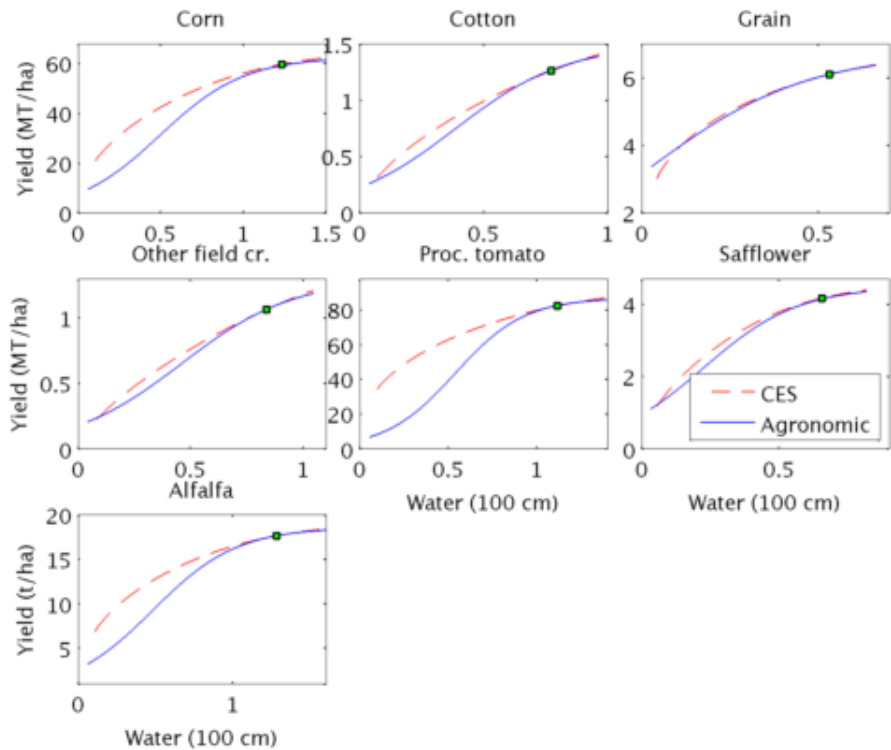 Corn
Cotton
Grain
Yield (MT/ha)
60
40
20
0
0
0.5
1
1.5
1.5
1
0.5
0
0
0.5
6
4
2
0
0.5
Other field cr.
Proc. tomato
Safflower
Yield (MT/ha)
1
0.5
0
0
0.5
1
80
60
40
20
0
0
0.5
1
Water (100 cm)
4
2
0
0
0.5
Water (100 cm)
CES
Agronomic
Alfalfa
Yield (t/ha)
20
15
10
5
0
1
Water (100 cm)